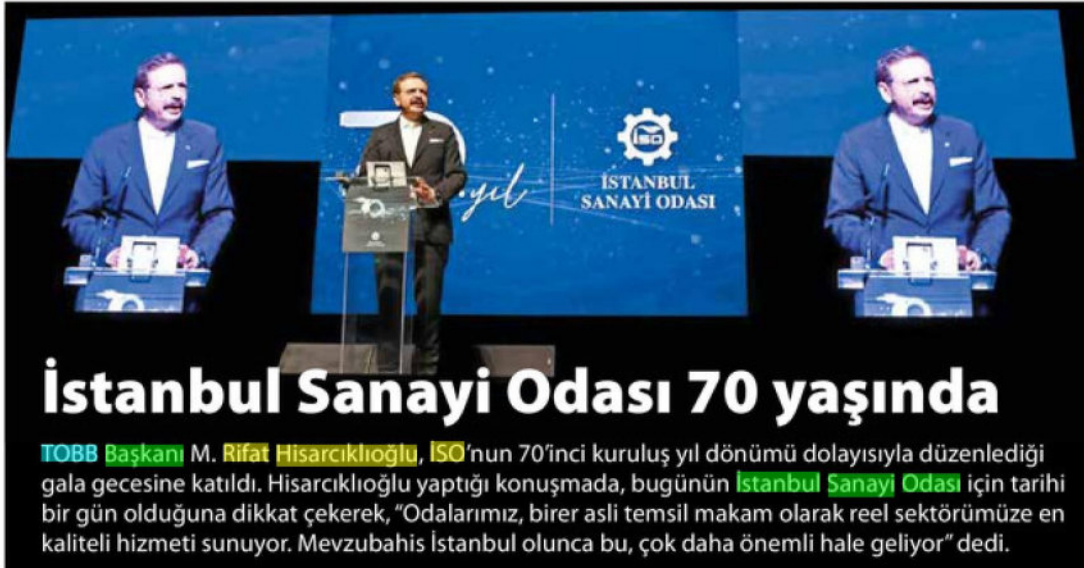 .yıl
İSO
İSTANBUL
SANAYİ ODASI
İstanbul Sanayi Odası 70 yaşında
TOBB Başkanı M. Rifat Hisarcıklıoğlu, İSO'nun 70'inci kuruluş yıl dönümü dolayısıyla düzenlediği
gala gecesine katıldı. Hisarcıklıoğlu yaptığı konuşmada, bugünün İstanbul Sanayi Odası için tarihi
bir gün olduğuna dikkat çekerek, "Odalarımız, birer asli temsil makam olarak reel sektörümüze en
kaliteli hizmeti sunuyor. Mevzubahis İstanbul olunca bu, çok daha önemli hale geliyor" dedi.